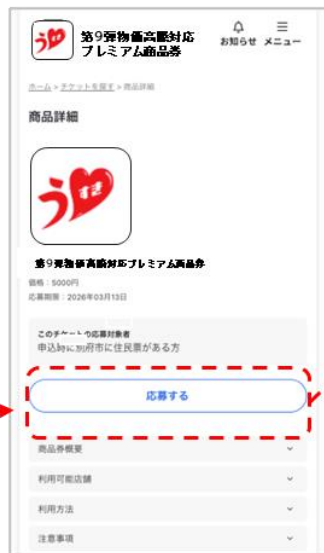 第9弾物価高騰対応
プレミアム商品券
お知らせ メニュー
ホーム > チケットを探す > 商品詳細
商品詳細
うすき
第9弾物価高騰対応プレミアム商品券
価格：5000円
応募期限：2026年03月13日
このチケットの応募対象者
申込時に別府市に住民票がある方
応募する
商品券概要
利用可能店舗
利用方法
注意事項